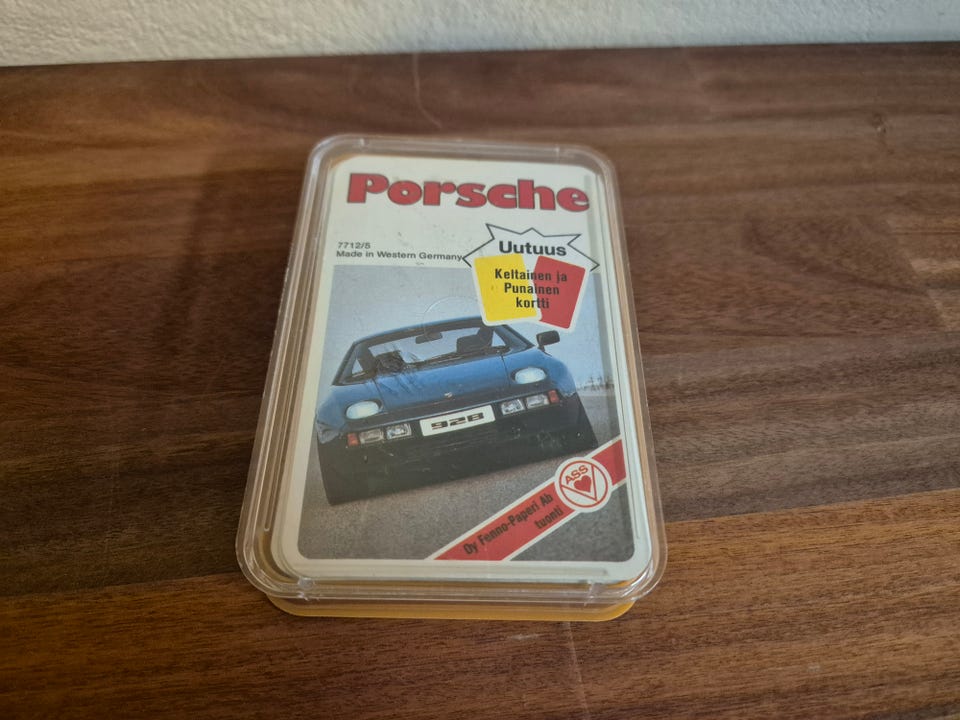 Porsche
7712/5
Made in Western Germany
Uutuus
Keltainen ja
Punainen
kortti
928
ASS
Oy Fenno-Paperi Ab
tuonti